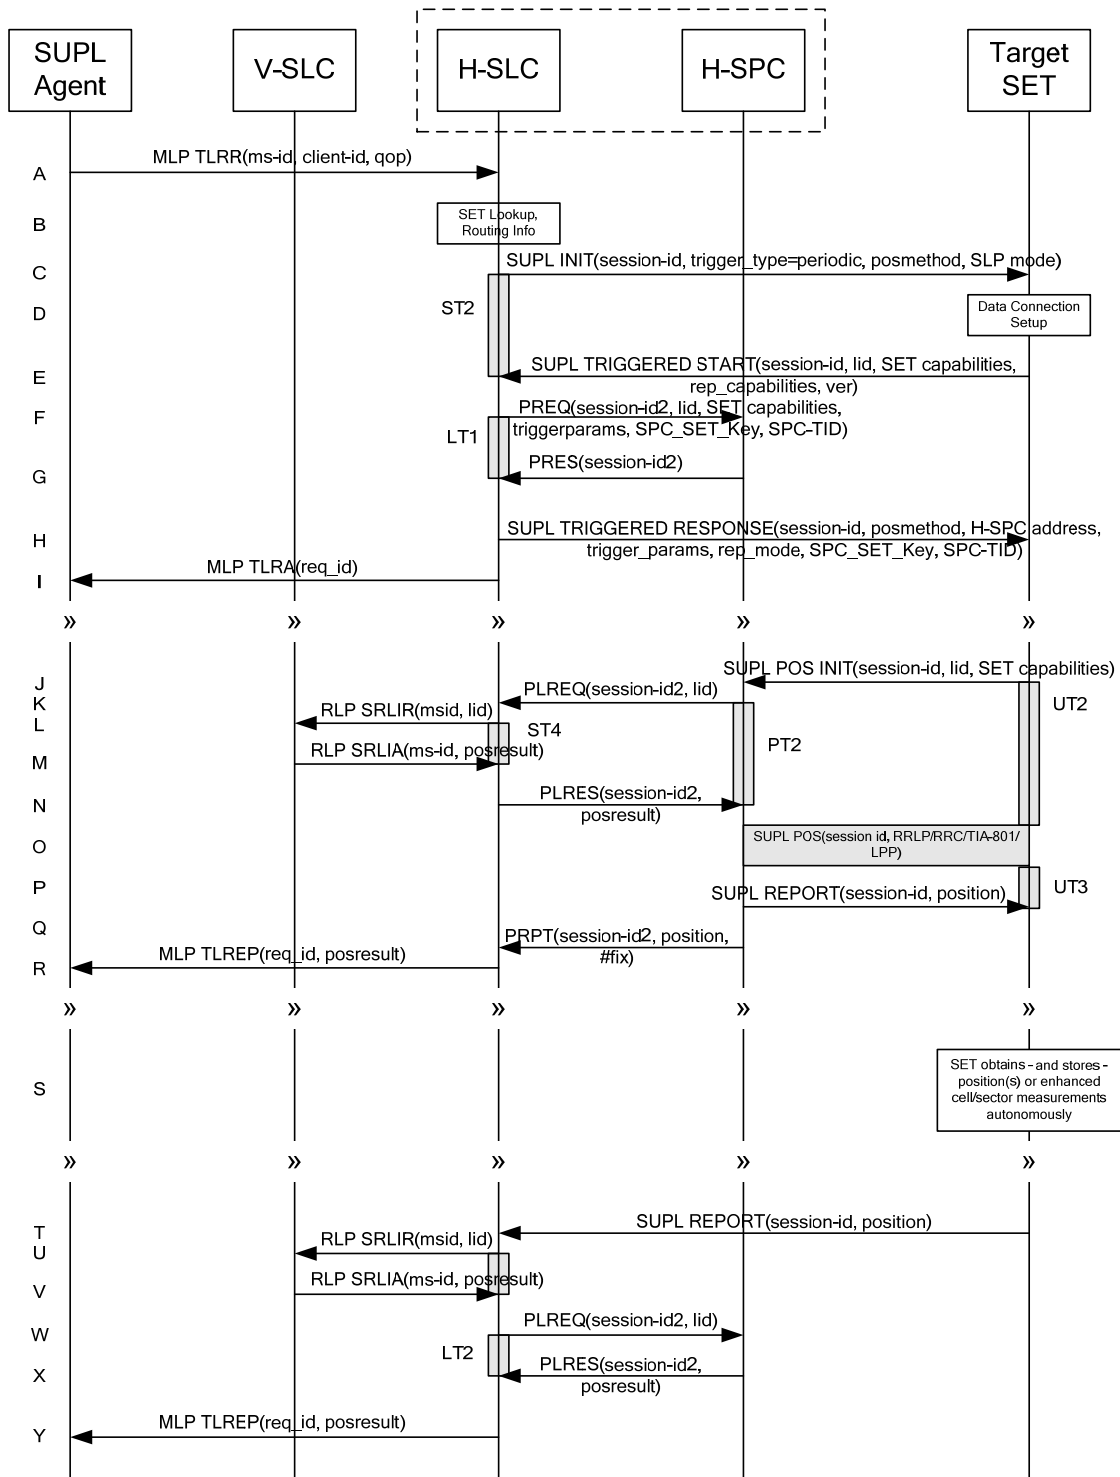 SUPL
Agent
V-SLC
H-SLC
H-SPC
Target
SET
A
MLP TLRR(ms-id, client-id, qop)
B
SET Lookup,
Routing Info
C
SUPL INIT(session-id, trigger_type=periodic, posmethod, SLP mode)
D
ST2
Data Connection
Setup
E
SUPL TRIGGERED START(session-id, lid, SET capabilities,
rep_capabilities, ver)
F
PREQ(session-id2, lid, SET capabilities,
triggerparams, SPC_SET_Key, SPC-TID)
LT1
G
PRES(session-id2)
H
SUPL TRIGGERED RESPONSE(session-id, posmethod, H-SPC address,
trigger_params, rep_mode, SPC_SET_Key, SPC-TID)
I
MLP TLRA(req_id)
»
»
»
»
»
J
SUPL POS INIT(session-id, lid, SET capabilities)
K
PLREQ(session-id2, lid)
UT2
L
RLP SRLIR(msid, lid)
ST4
PT2
M
RLP SRLIA(ms-id, posresult)
N
PLRES(session-id2,
posresult)
O
SUPL POS(session id, RRLP/RRC/TIA-801/
LPP)
P
SUPL REPORT(session-id, position)
UT3
Q
PRPT(session-id2, position,
#fix)
R
MLP TLREP(req_id, posresult)
»
»
»
»
»
S
SET obtains - and stores -
position(s) or enhanced
cell/sector measurements
autonomously
»
»
»
»
»
T
SUPL REPORT(session-id, position)
U
RLP SRLIR(msid, lid)
V
RLP SRLIA(ms-id, posresult)
W
PLREQ(session-id2, lid)
LT2
X
PLRES(session-id2,
posresult)
Y
MLP TLREP(req_id, posresult)